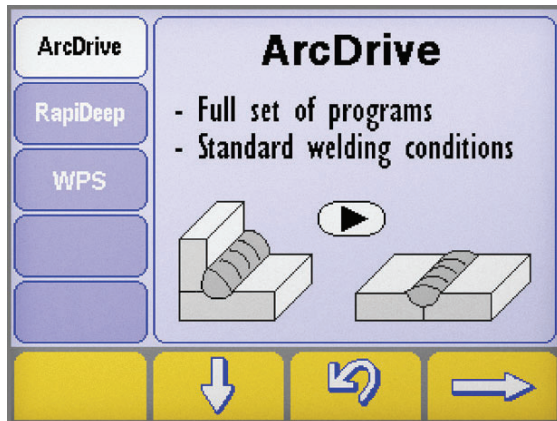 ArcDrive
RapiDeep
WPS
ArcDrive
- Full set of programs
- Standard welding conditions